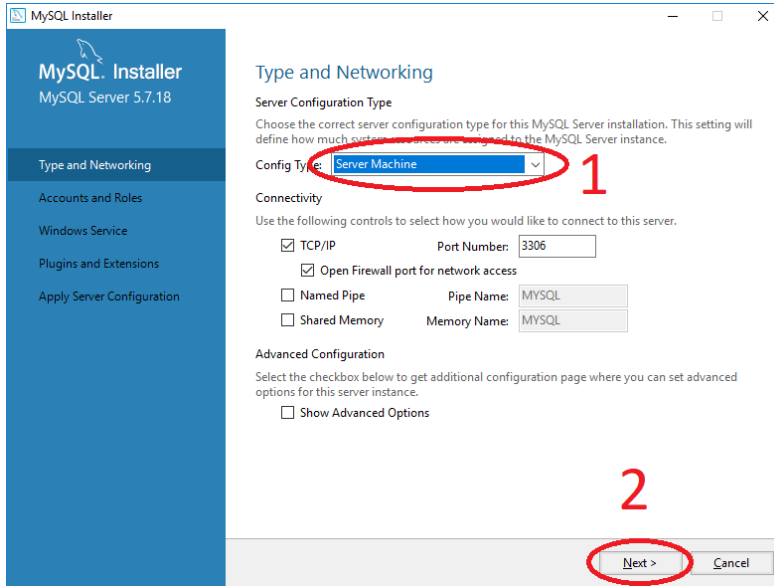 MySQL Installer
MySQL. Installer
MySQL Server 5.7.18
Type and Networking
Accounts and Roles
Windows Service
Plugins and Extensions
Apply Server Configuration
Type and Networking
Server Configuration Type
Choose the correct server configuration type for this MySQL Server installation. This setting will
define how much system resources are assigned to the MySQL Server instance.
Config Type: Server Machine
1
Connectivity
Use the following controls to select how you would like to connect to this server.
TCP/IP Port Number: 3306
Open Firewall port for network access
Named Pipe Pipe Name: MYSQL
Shared Memory Memory Name: MYSQL
Advanced Configuration
Select the checkbox below to get additional configuration page where you can set advanced
options for this server instance.
Show Advanced Options
2
Next > Cancel